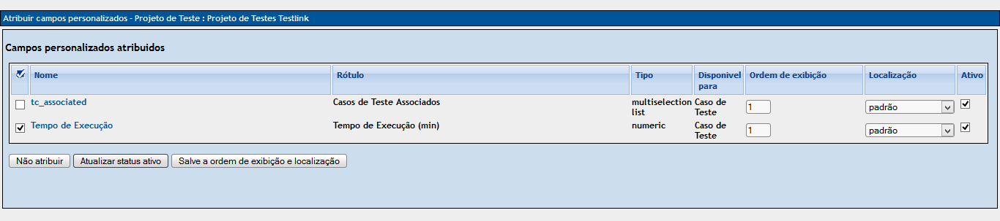 Atribuir campos personalizados - Projeto de Teste : Projeto de Testes Testlink
Campos personalizados atribuidos
Nome Rótulo Tipo Disponivel para Ordem de exibição Localização Ativo
tc_associated Casos de Teste Associados multiselection list Caso de Teste 1 padrão
Tempo de Execução Tempo de Execução (min) numeric Caso de Teste 1 padrão
Não atribuir Atualizar status ativo Salve a ordem de exibição e localização